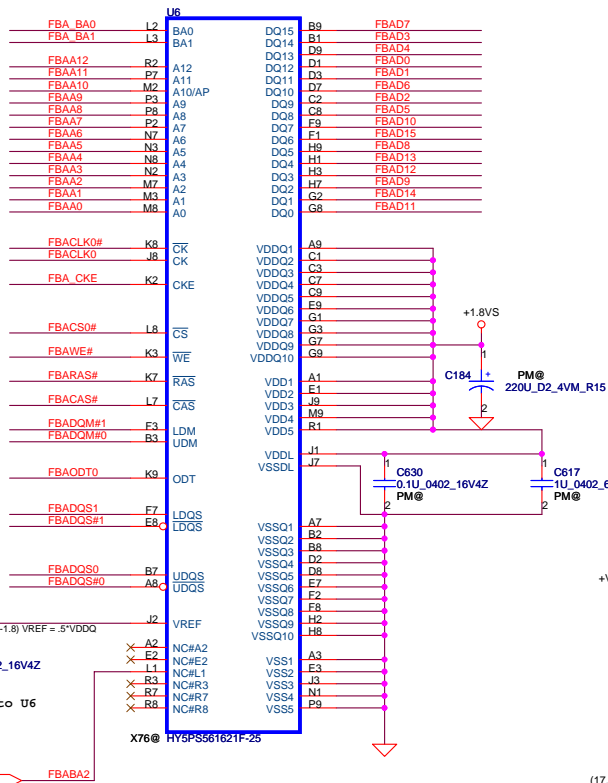 U6
FBA_BA0 L2 BA0 DQ15 B9 FBAD7
FBA_BA1 L3 BA1 DQ14 B1 FBAD3
DQ13 D9 FBAD4
FBAA12 R2 A12 DQ12 D1 FBAD0
FBAA11 P7 A11 DQ11 D3 FBAD1
FBAA10 M2 A10/AP DQ10 D7 FBAD6
FBAA9 P3 A9 DQ9 C2 FBAD2
FBAA8 P8 A8 DQ8 C8 FBAD5
FBAA7 P2 A7 DQ7 F9 FBAD10
FBAA6 N7 A6 DQ6 F1 FBAD15
FBAA5 N3 A5 DQ5 H9 FBAD8
FBAA4 N8 A4 DQ4 H1 FBAD13
FBAA3 N2 A3 DQ3 H3 FBAD12
FBAA2 M7 A2 DQ2 H7 FBAD9
FBAA1 M3 A1 DQ1 G2 FBAD14
FBAA0 M8 A0 DQ0 G8 FBAD11
FBACLK0# K8 CK VDDQ1 A9
FBACLK0 J8 CK VDDQ2 C1
VDDQ3 C3
FBA_CKE K2 CKE VDDQ4 C7
VDDQ5 C9
VDDQ6 E9
VDDQ7 G1
+1.8VS
FBACS0# L8 CS VDDQ8 G3
VDDQ9 G7
FBAWE# K3 WE VDDQ10 G9
1
FBARAS# K7 RAS VDD1 A1
C184 + PM@
VDD2 E1
220U_D2_4VM_R15
FBACAS# L7 CAS VDD3 J9
2
VDD4 M9
FBADQM#1 F3 LDM VDD5 R1
FBADQM#0 B3 UDM
VDDL J1
VSSDL J7
1 1
FBAODT0 K9 ODT
C630 C617
0.1U_0402_16V4Z 1U_0402_6
PM@ PM@
2 2
FBADQS1 F7 LDQS
FBADQS#1 E8 LDQS VSSQ1 A7
VSSQ2 B2
VSSQ3 B8
VSSQ4 D2
FBADQS0 B7 UDQS VSSQ5 D8
+V
FBADQS#0 A8 UDQS VSSQ6 E7
VSSQ7 F2
VSSQ8 F8
J2 VREF VSSQ9 H2
-1.8) VREF = .5*VDDQ
VSSQ10 H8
A2 NC#A2
E2 NC#E2 VSS1 A3
_16V4Z
L1 NC#L1 VSS2 E3
R3 NC#R3 VSS3 J3
R7 NC#R7 VSS4 N1
R8 NC#R8 VSS5 P9
to U6
X76@ HY5PS561621F-25
FBABA2
(17